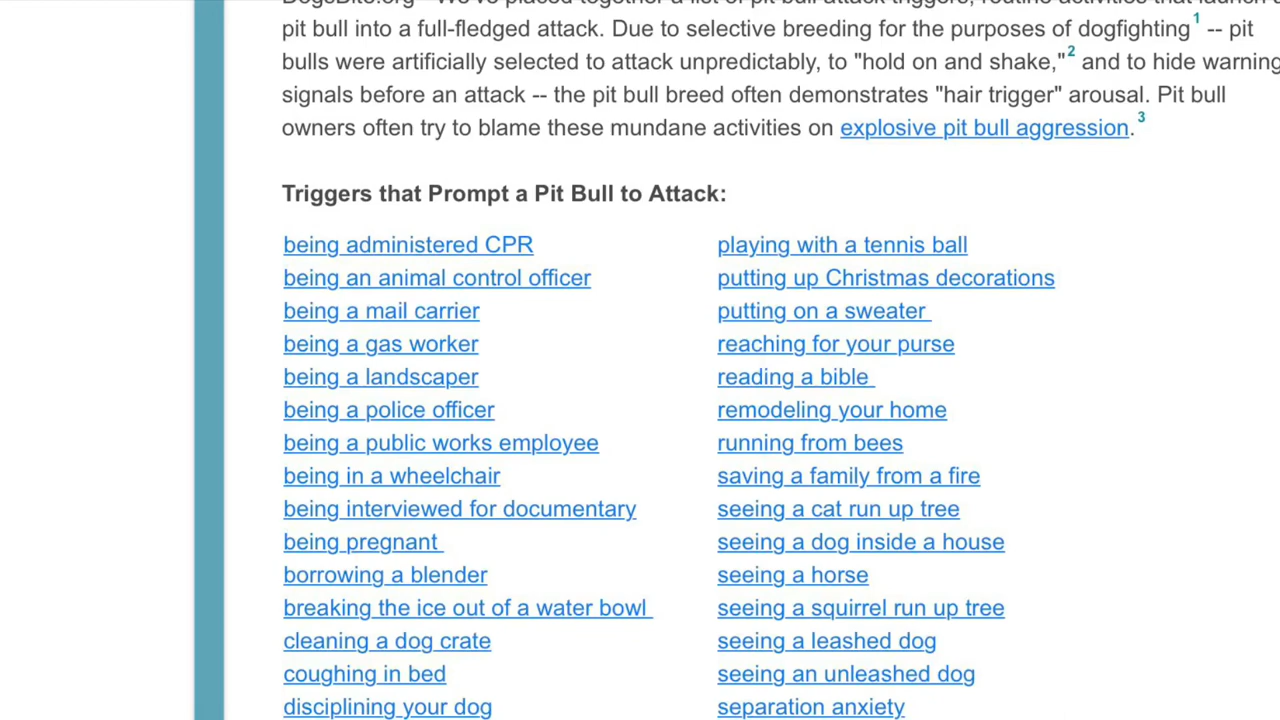 pit bull into a full-fledged attack. Due to selective breeding for the purposes of dogfighting1 -- pit
bulls were artificially selected to attack unpredictably, to "hold on and shake,"2 and to hide warning
signals before an attack -- the pit bull breed often demonstrates "hair trigger" arousal. Pit bull
owners often try to blame these mundane activities on explosive pit bull aggression.3
Triggers that Prompt a Pit Bull to Attack:
being administered CPR
being an animal control officer
being a mail carrier
being a gas worker
being a landscaper
being a police officer
being a public works employee
being in a wheelchair
being interviewed for documentary
being pregnant
borrowing a blender
breaking the ice out of a water bowl
cleaning a dog crate
coughing in bed
disciplining your dog
playing with a tennis ball
putting up Christmas decorations
putting on a sweater
reaching for your purse
reading a bible
remodeling your home
running from bees
saving a family from a fire
seeing a cat run up tree
seeing a dog inside a house
seeing a horse
seeing a squirrel run up tree
seeing a leashed dog
seeing an unleashed dog
separation anxiety